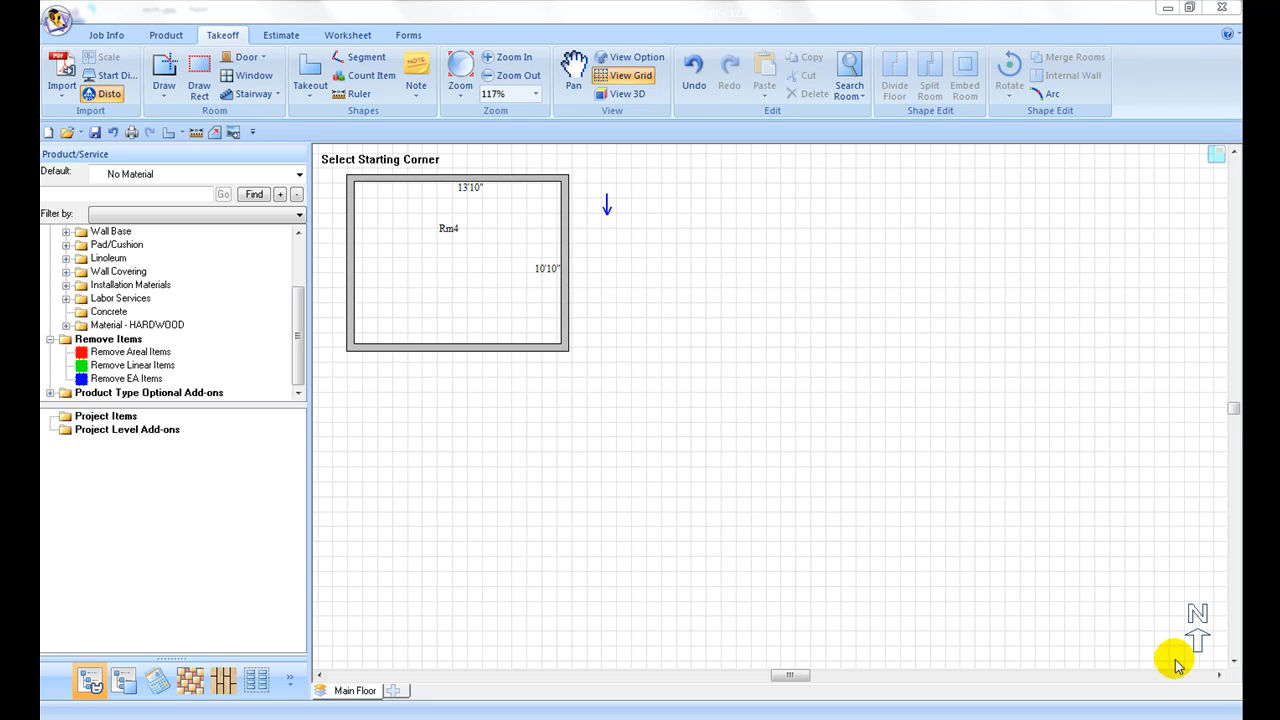 Job Info
Product
Takeoff
Estimate
Worksheet
Forms
PDF
Import
Scale
Start Di...
Disto
Import
Draw
Draw Rect
Door
Window
Stairway
Room
Takeoff
Segment
Count Item
Ruler
NOTE
Note
Shapes
Zoom
Zoom In
Zoom Out
117%
Zoom
Pan
View Option
View Grid
View 3D
View
Undo
Redo
Paste
Copy
Cut
Delete
Search Room
Edit
Divide Floor
Split Room
Embed Room
Shape Edit
Rotate
Merge Rooms
Internal Wall
Arc
Shape Edit
Product/Service
Default:
No Material
Go
Find
+
-
Filter by:
Wall Base
Pad/Cushion
Linoleum
Wall Covering
Installation Materials
Labor Services
Concrete
Material - HARDWOOD
Remove Items
Remove Areal Items
Remove Linear Items
Remove EA Items
Product Type Optional Add-ons
Project Items
Project Level Add-ons
Select Starting Corner
13'10"
Rm4
10'10"
N
Main Floor